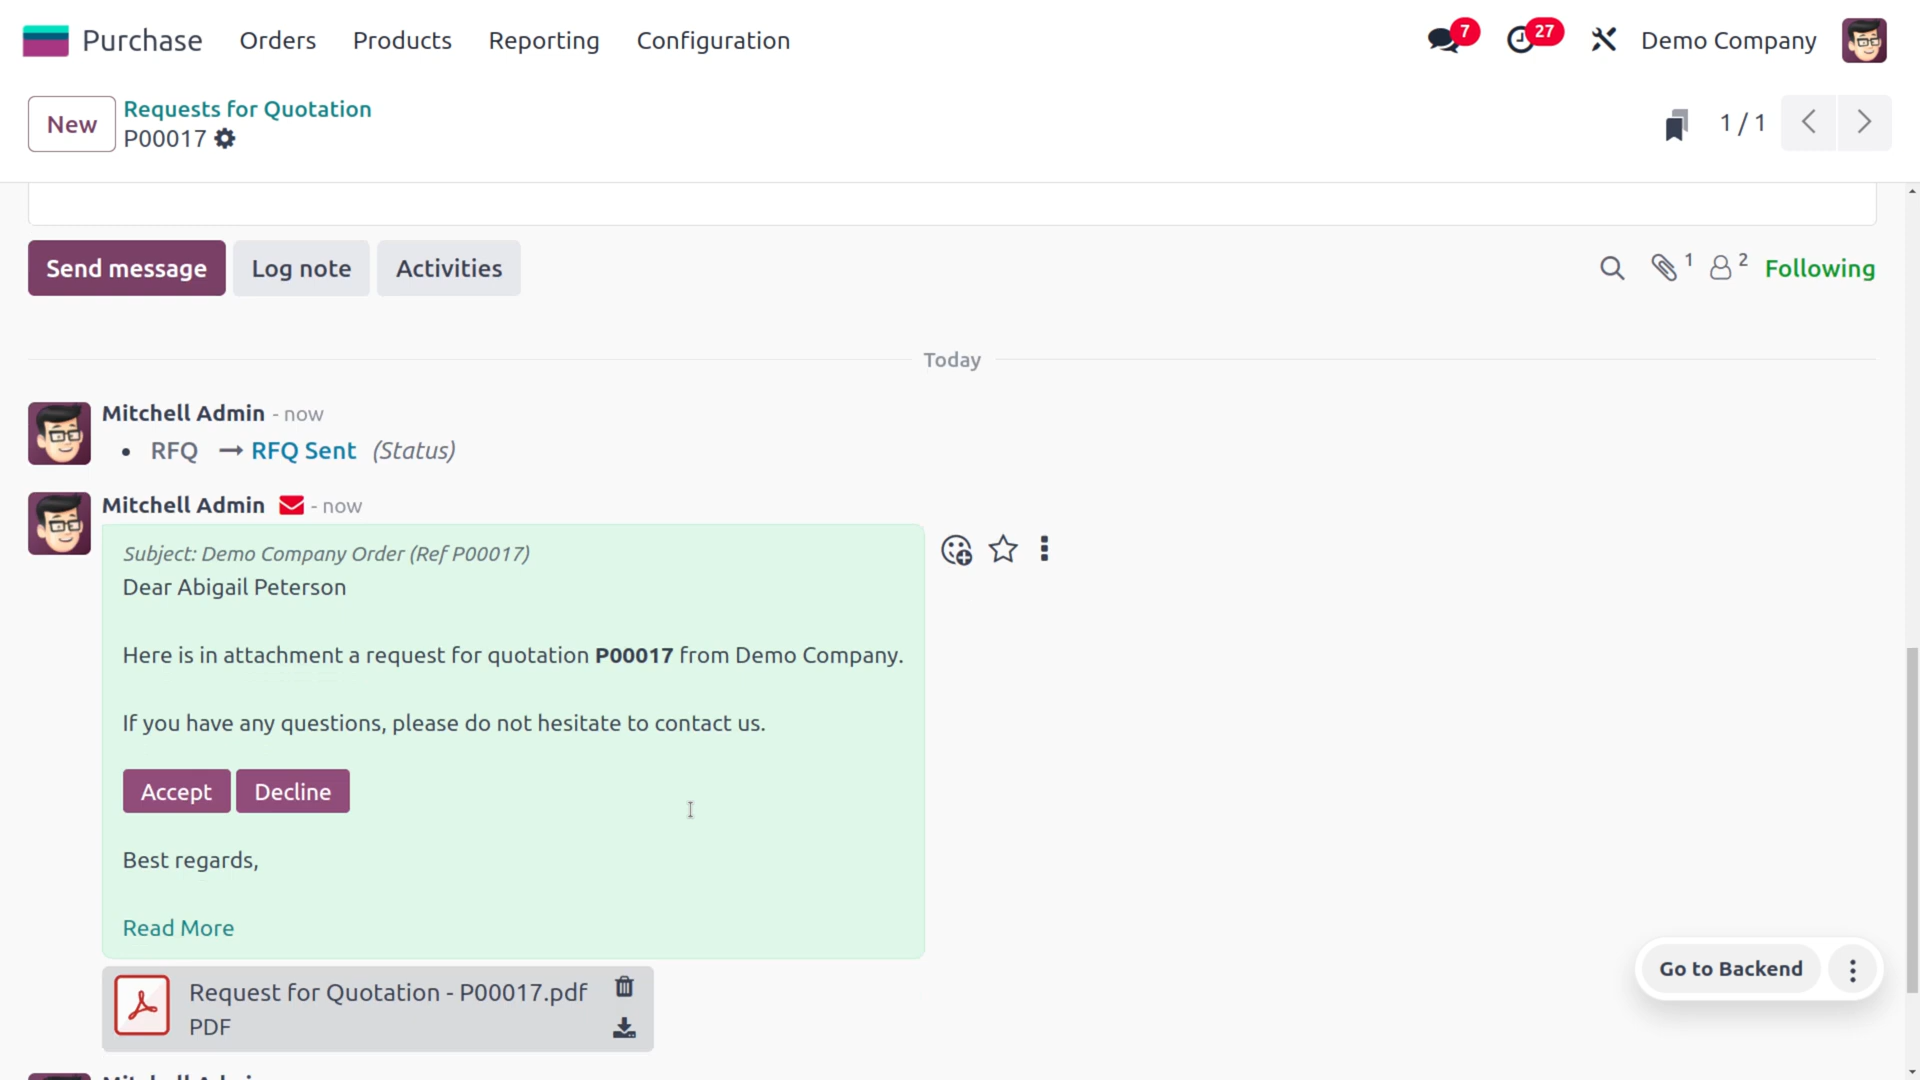 Purchase Orders Products Reporting Configuration 7 27 Demo Company
New Requests for Quotation
P00017
1 / 1
Send message Log note Activities 1 2 Following
Today
Mitchell Admin - now
• RFQ → RFQ Sent (Status)
Mitchell Admin - now
Subject: Demo Company Order (Ref P00017)
Dear Abigail Peterson
Here is in attachment a request for quotation P00017 from Demo Company.
If you have any questions, please do not hesitate to contact us.
Accept Decline
Best regards,
Read More
Go to Backend
Request for Quotation - P00017.pdf
PDF